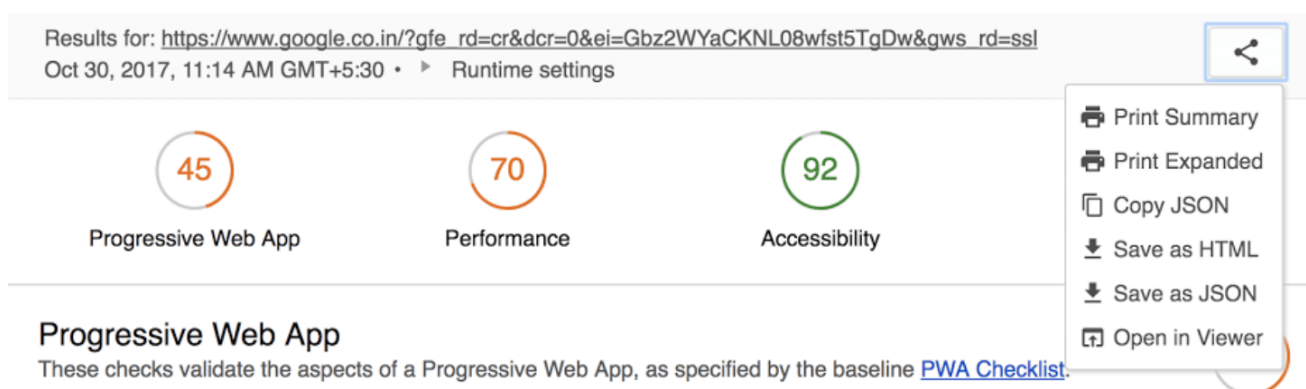 Results for: https://www.google.co.in/?gfe_rd=cr&dcr=0&ei=Gbz2WYaCKNL08wfst5TgDw&gws_rd=ssl
Oct 30, 2017, 11:14 AM GMT+5:30 • ▸ Runtime settings
Print Summary
Print Expanded
Copy JSON
Save as HTML
Save as JSON
Open in Viewer
45
Progressive Web App
70
Performance
92
Accessibility
Progressive Web App
These checks validate the aspects of a Progressive Web App, as specified by the baseline PWA Checklist.